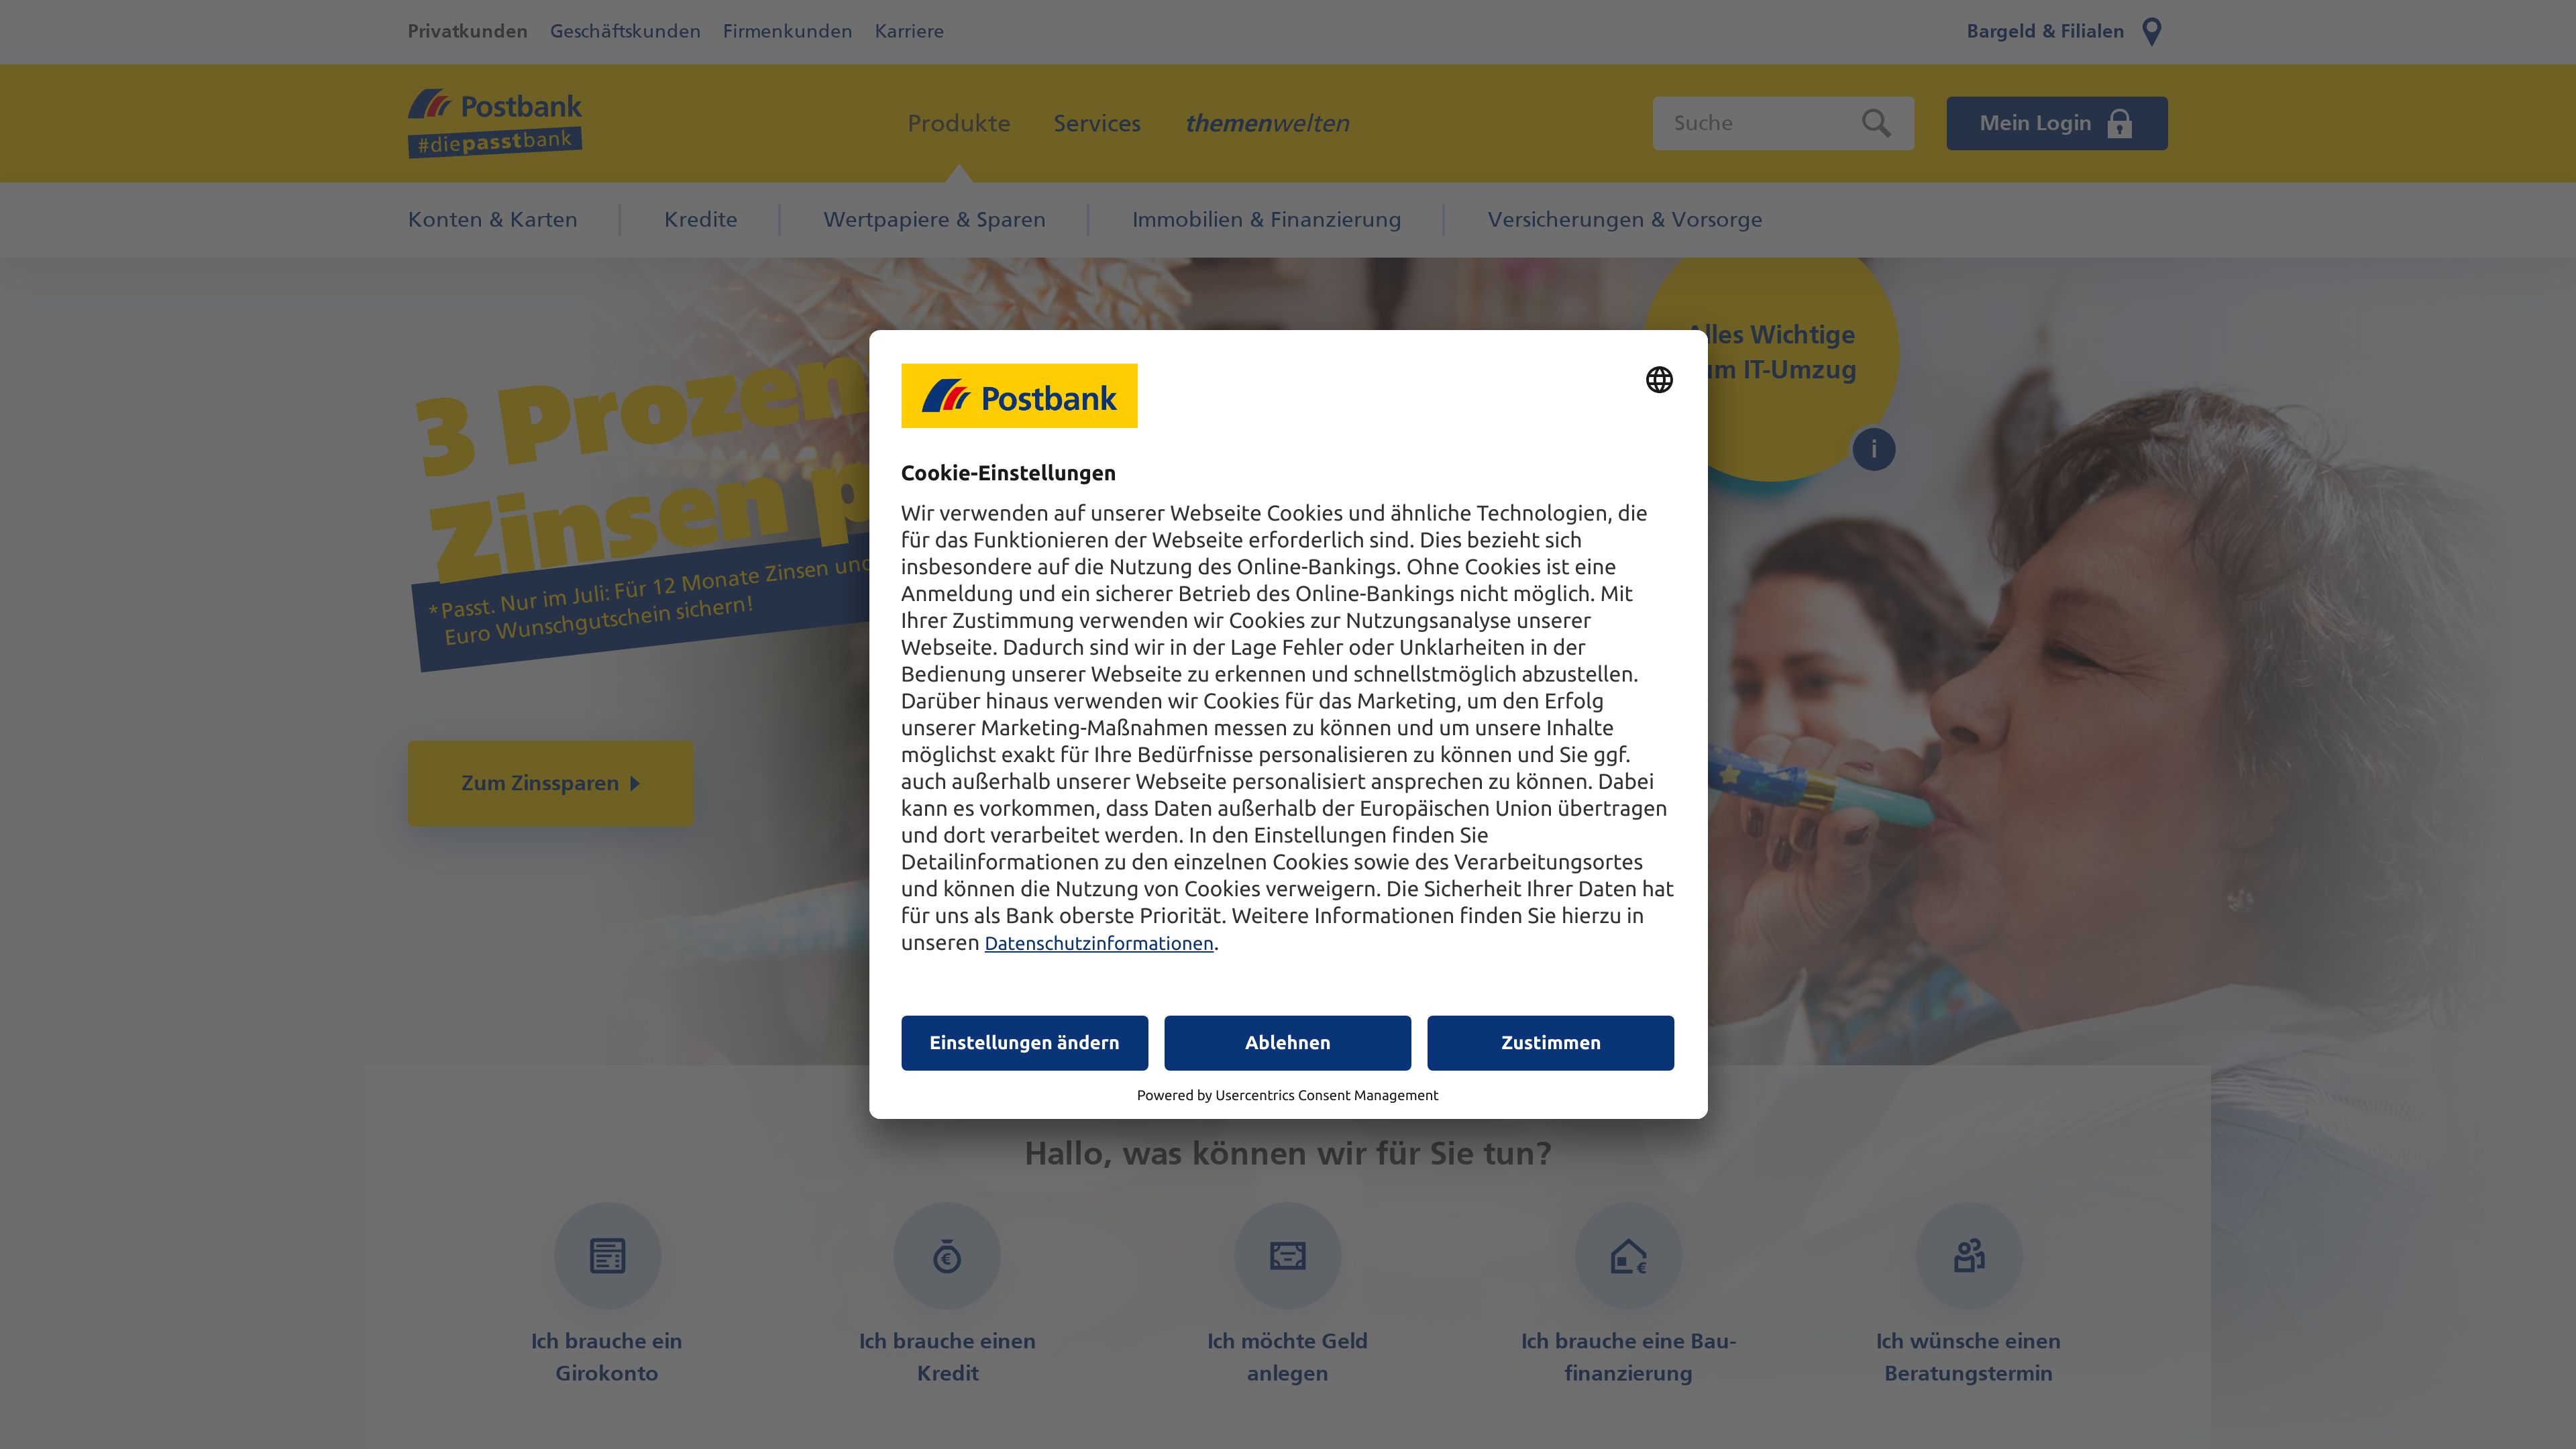 Privatkunden Geschäftskunden Firmenkunden Karriere
Bargeld & Filialen
Postbank
#diepasstbank
Produkte Services themenwelten
Suche
Mein Login
Konten & Karten Kredite Wertpapiere & Sparen Immobilien & Finanzierung Versicherungen & Vorsorge
3 Prozen
Zinsen p
*Passt. Nur im Juli: Für 12 Monate Zinsen und
Euro Wunschgutschein sichern!
Zum Zinssparen
Alles Wichtige
um IT-Umzug
i
Postbank
Cookie-Einstellungen
Wir verwenden auf unserer Webseite Cookies und ähnliche Technologien, die
für das Funktionieren der Webseite erforderlich sind. Dies bezieht sich
insbesondere auf die Nutzung des Online-Bankings. Ohne Cookies ist eine
Anmeldung und ein sicherer Betrieb des Online-Bankings nicht möglich. Mit
Ihrer Zustimmung verwenden wir Cookies zur Nutzungsanalyse unserer
Webseite. Dadurch sind wir in der Lage Fehler oder Unklarheiten in der
Bedienung unserer Webseite zu erkennen und schnellstmöglich abzustellen.
Darüber hinaus verwenden wir Cookies für das Marketing, um den Erfolg
unserer Marketing-Maßnahmen messen zu können und um unsere Inhalte
möglichst exakt für Ihre Bedürfnisse personalisieren zu können und Sie ggf.
auch außerhalb unserer Webseite personalisiert ansprechen zu können. Dabei
kann es vorkommen, dass Daten außerhalb der Europäischen Union übertragen
und dort verarbeitet werden. In den Einstellungen finden Sie
Detailinformationen zu den einzelnen Cookies sowie des Verarbeitungsortes
und können die Nutzung von Cookies verweigern. Die Sicherheit Ihrer Daten hat
für uns als Bank oberste Priorität. Weitere Informationen finden Sie hierzu in
unseren Datenschutzinformationen.
Einstellungen ändern Ablehnen Zustimmen
Powered by Usercentrics Consent Management
Hallo, was können wir für Sie tun?
Ich brauche ein
Girokonto
Ich brauche einen
Kredit
Ich möchte Geld
anlegen
Ich brauche eine Bau-
finanzierung
Ich wünsche einen
Beratungstermin